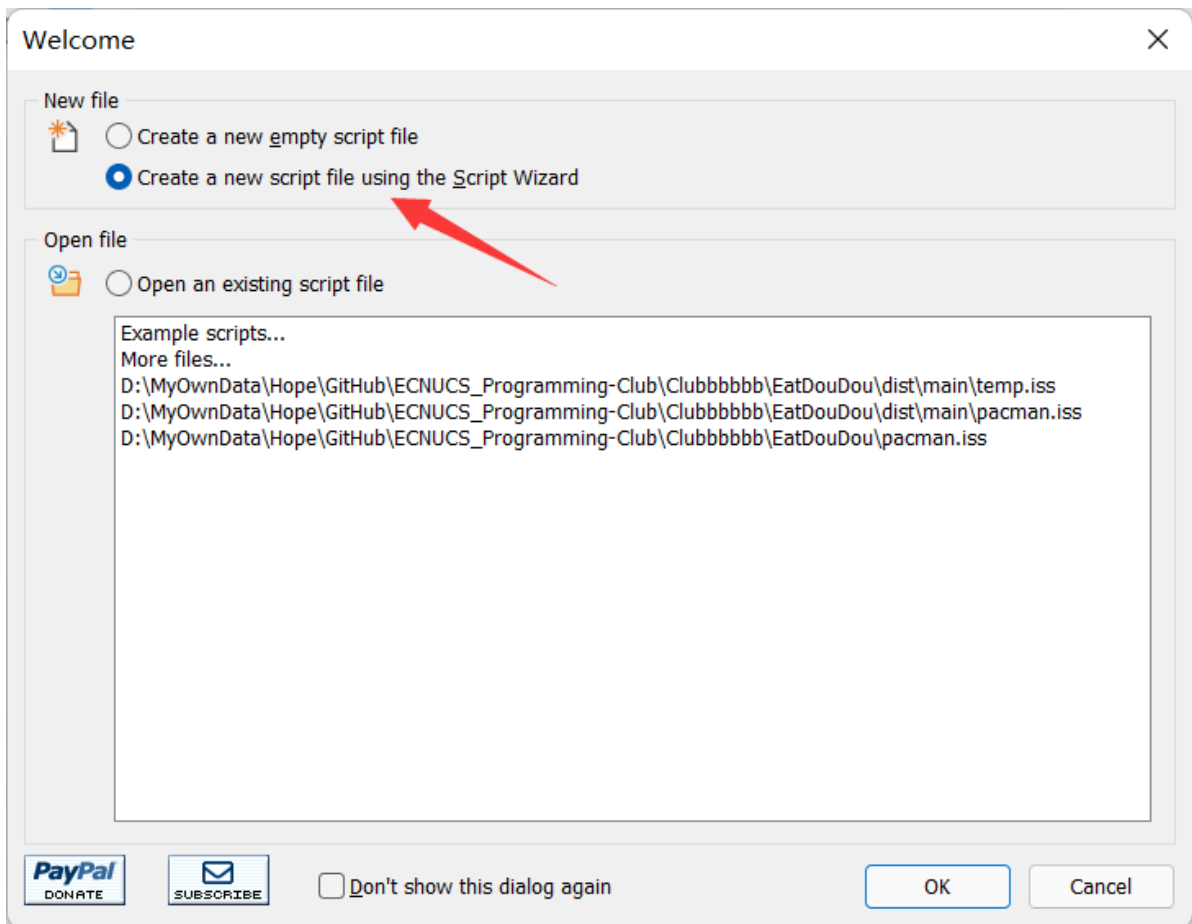 Welcome
New file
Create a new empty script file
Create a new script file using the Script Wizard
Open file
Open an existing script file
Example scripts...
More files...
D:\MyOwnData\Hope\GitHub\ECNUCS_Programming-Club\Clubbbbbb\EatDouDou\dist\main\temp.iss
D:\MyOwnData\Hope\GitHub\ECNUCS_Programming-Club\Clubbbbbb\EatDouDou\dist\main\pacman.iss
D:\MyOwnData\Hope\GitHub\ECNUCS_Programming-Club\Clubbbbbb\EatDouDou\pacman.iss
PayPal
DONATE
SUBSCRIBE
Don't show this dialog again
OK
Cancel